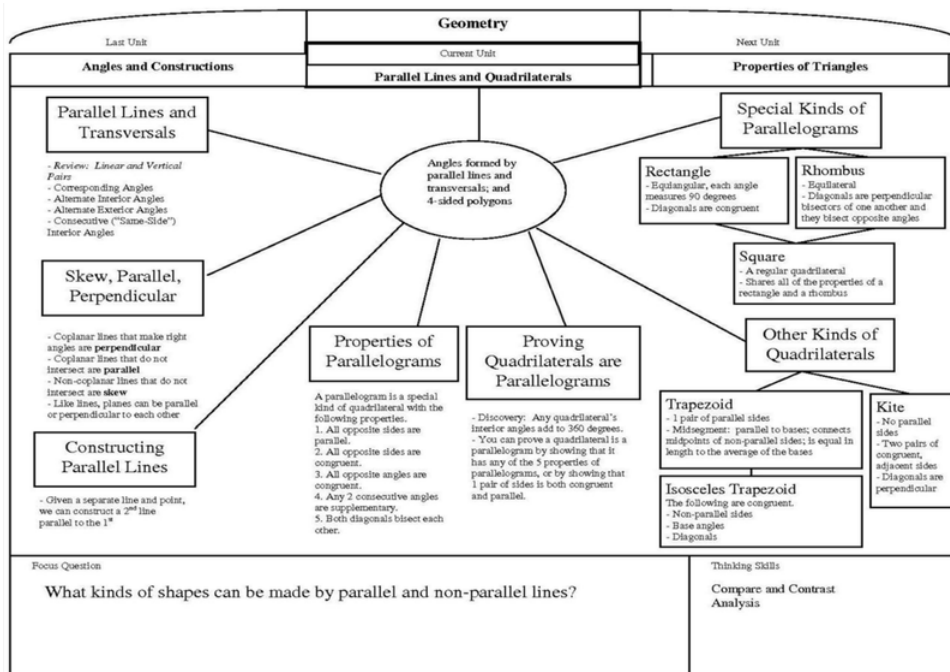 Geometry
Last Unit
Current Unit
Next Unit
Angles and Constructions
Parallel Lines and Quadrilaterals
Properties of Triangles
Parallel Lines and
Transversals
- Review: Linear and Vertical
Pairs
- Corresponding Angles
- Alternate Interior Angles
- Alternate Exterior Angles
- Consecutive ("Same-Side")
Interior Angles
Angles formed by
parallel lines and
transversals; and
4-sided polygons
Special Kinds of
Parallelograms
Rectangle
- Equiangular, each angle
measures 90 degrees
- Diagonals are congruent
Rhombus
- Equilateral
- Diagonals are perpendicular
bisectors of one another and
they bisect opposite angles
Square
- A regular quadrilateral
- Shares all of the properties of a
rectangle and a rhombus
Skew, Parallel,
Perpendicular
- Coplanar lines that make right
angles are perpendicular
- Coplanar lines that do not
intersect are parallel
- Non-coplanar lines that do not
intersect are skew
- Like lines, planes can be parallel
or perpendicular to each other
Constructing
Parallel Lines
- Given a separate line and point,
we can construct a 2nd line
parallel to the 1st
Properties of
Parallelograms
A parallelogram is a special
kind of quadrilateral with the
following properties.
1. All opposite sides are
parallel.
2. All opposite sides are
congruent.
3. All opposite angles are
congruent.
4. Any 2 consecutive angles
are supplementary.
5. Both diagonals bisect each
other.
Proving
Quadrilaterals are
Parallelograms
- Discovery: Any quadrilateral's
interior angles add to 360 degrees.
- You can prove a quadrilateral is a
parallelogram by showing that it
has any of the 5 properties of
parallelograms, or by showing that
1 pair of sides is both congruent
and parallel.
Other Kinds of
Quadrilaterals
Trapezoid
- 1 pair of parallel sides
- Midsegment: parallel to bases; connects
midpoints of non-parallel sides; is equal in
length to the average of the bases
Kite
- No parallel
sides
- Two pairs of
congruent,
adjacent sides
- Diagonals are
perpendicular
Isosceles Trapezoid
The following are congruent.
- Non-parallel sides
- Base angles
- Diagonals
Focus Question
What kinds of shapes can be made by parallel and non-parallel lines?
Thinking Skills
Compare and Contrast
Analysis